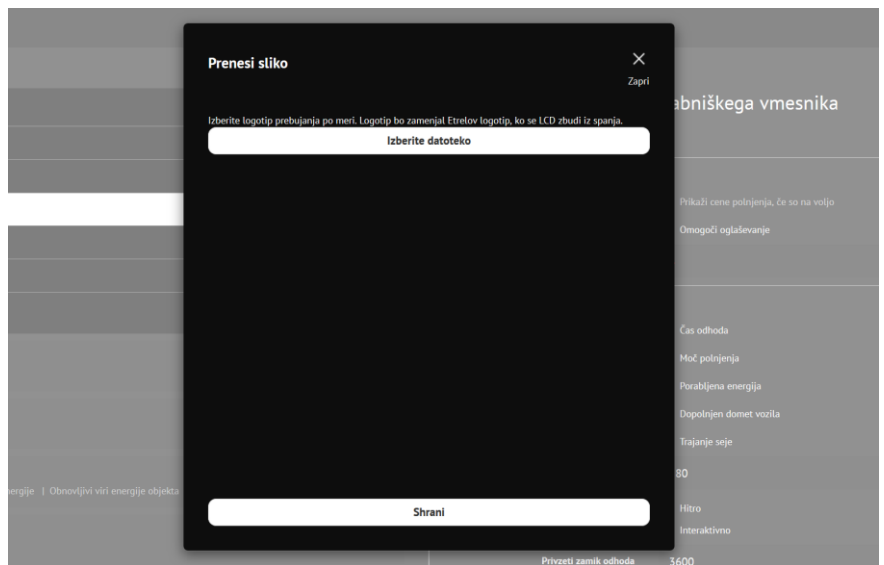 Prenesi sliko
Zapri
abniškega vmesnika
Izberite logotip prebujanja po meri. Logotip bo zamenjal Etrelov logotip, ko se LCD zbudi iz spanja.
Izberite datoteko
Prikaži cene polnjenja, če so na voljo
Omogoči oglaševanje
Čas odhoda
Moč polnjenja
Porabljena energija
Dopolnjen domet vozila
Trajanje seje
80
nergije | Obnovljivi viri energije objekta
Shrani
Hitro
Interaktivno
Privzeti zamik odhoda 3600